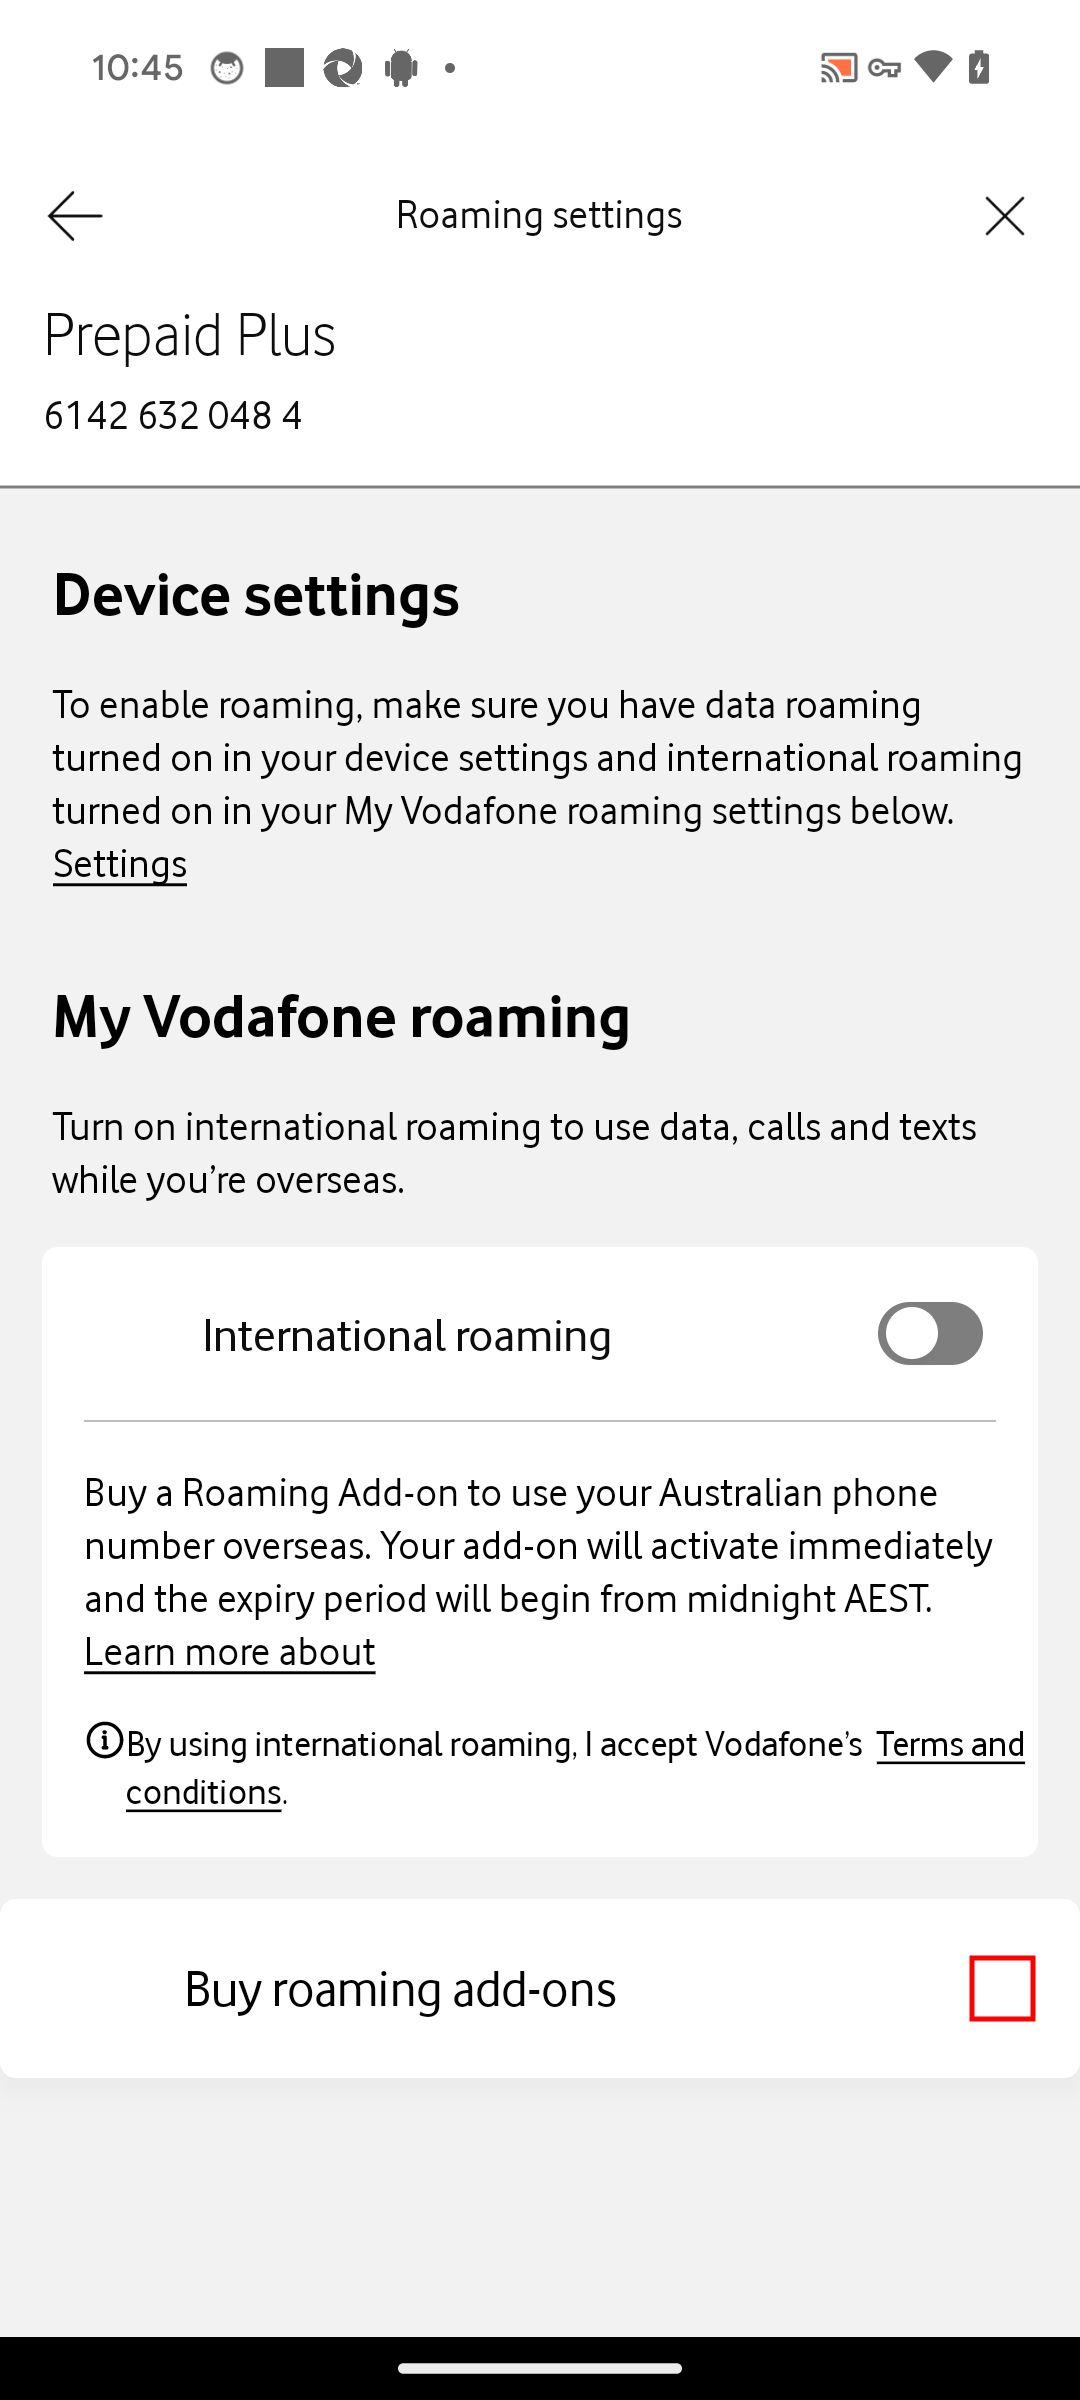 10:45
Roaming settings
Prepaid Plus
6142 632 048 4
Device settings
To enable roaming, make sure you have data roaming
turned on in your device settings and international roaming
turned on in your My Vodafone roaming settings below.
Settings
My Vodafone roaming
Turn on international roaming to use data, calls and texts
while you’re overseas.
International roaming
Buy a Roaming Add-on to use your Australian phone
number overseas. Your add-on will activate immediately
and the expiry period will begin from midnight AEST.
Learn more about
By using international roaming, I accept Vodafone’s Terms and
conditions.
Buy roaming add-ons